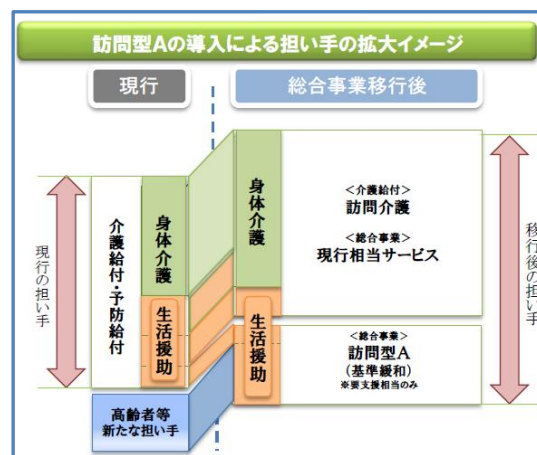 訪問型Aの導入による担い手の拡大イメージ
現行
総合事業移行後
現行の担い手
介護給付・予防給付
身体介護
生活援助
高齢者等
新たな担い手
身体介護
生活援助
＜介護給付＞
訪問介護
＜総合事業＞
現行相当サービス
＜総合事業＞
訪問型A
（基準緩和）
※要支援相当のみ
移行後の担い手